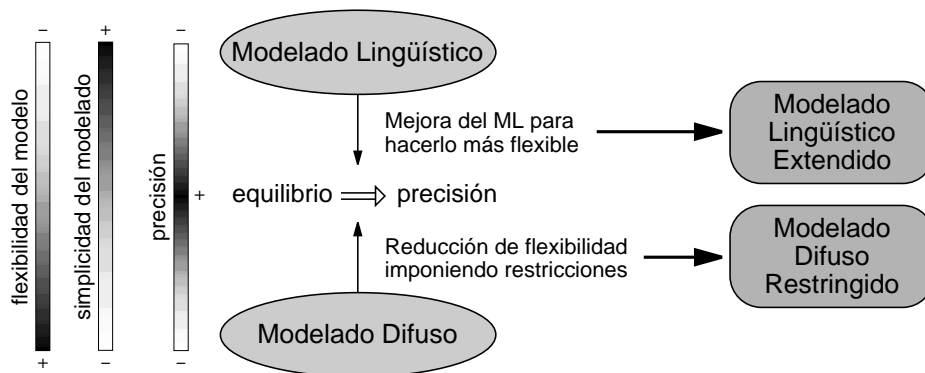 −
+
−
flexibilidad del modelo
simplicidad del modelado
precisión
+
+
−
−
Modelado Lingüístico
Mejora del ML para
hacerlo más flexible
Modelado
Lingüístico
Extendido
equilibrio
precisión
Reducción de flexibilidad
imponiendo restricciones
Modelado
Difuso
Restringido
Modelado Difuso